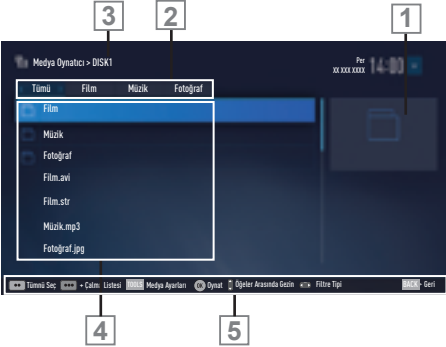 3
2
1
Medya Oynatıcı > DISK1
Per
xx xxx xxxx
14:00
Tümü
Film
Müzik
Fotoğraf
Film
Müzik
Fotoğraf
Film.avi
Film.str
Müzik.mp3
Fotoğraf.jpg
Tümnü Seç + Çalma Listesi TOOLS Medya Ayarları OK Oynat Öğeler Arasında Gezin Filtre Tipi BACK - Geri
4
5